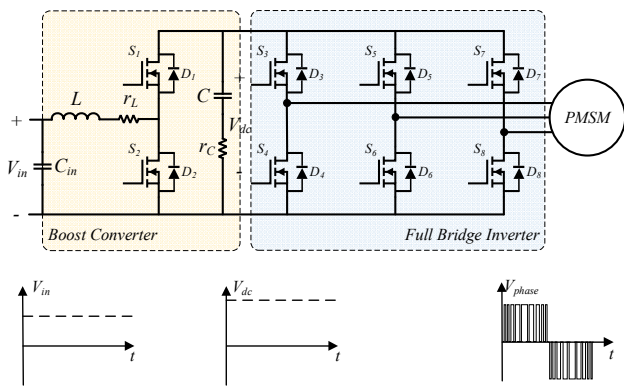 S1
S3
S5
S7
D1
D3
D5
D7
L
rL
C
+
+
PMSM
Vdc
rC
Vin
Cin
S2
S4
S6
S8
D2
D4
D6
D8
-
-
Boost Converter
Full Bridge Inverter
Vin
Vdc
Vphase
t
t
t